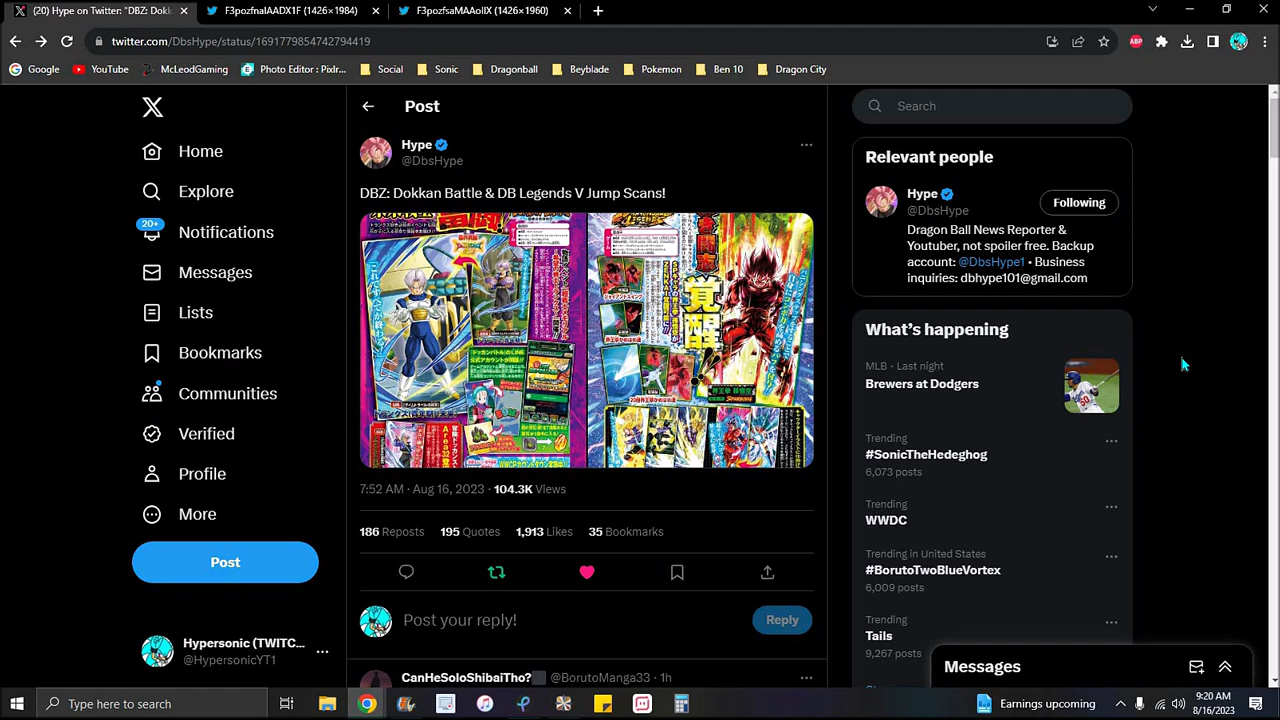 (20) Hype on Twitter: "DBZ: Dokk
F3pozfnaIAADX1F (1426×1984)
F3pozfsaMAAoIlX (1426×1960)
twitter.com/DbsHype/status/1691779854742794419
ABP
Google
YouTube
McLeodGaming
Photo Editor : Pixlr...
Social
Sonic
Dragonball
Beyblade
Pokemon
Ben 10
Dragon City
Home
Explore
20+
Notifications
Messages
Lists
Bookmarks
Communities
Verified
Profile
More
Post
Hypersonic (TWITC...
@HypersonicYT1
Post
Hype
@DbsHype
DBZ: Dokkan Battle & DB Legends V Jump Scans!
LEGENDS
覚醒
7:52 AM · Aug 16, 2023 · 104.3K Views
186 Reposts 195 Quotes 1,913 Likes 35 Bookmarks
Post your reply!
Reply
CanHeSoloShibaiTho? @BorutoManga33 · 1h
Search
Relevant people
Hype
@DbsHype
Following
Dragon Ball News Reporter &
Youtuber, not spoiler free. Backup
account: @DbsHype1 • Business
inquiries: dbhype101@gmail.com
What's happening
MLB · Last night
Brewers at Dodgers
Trending
#SonicTheHedeghog
6,073 posts
Trending
WWDC
Trending in United States
#BorutoTwoBlueVortex
6,009 posts
Trending
Tails
9,267 posts
Messages
Type here to search
Earnings upcoming
9:20 AM
8/16/2023